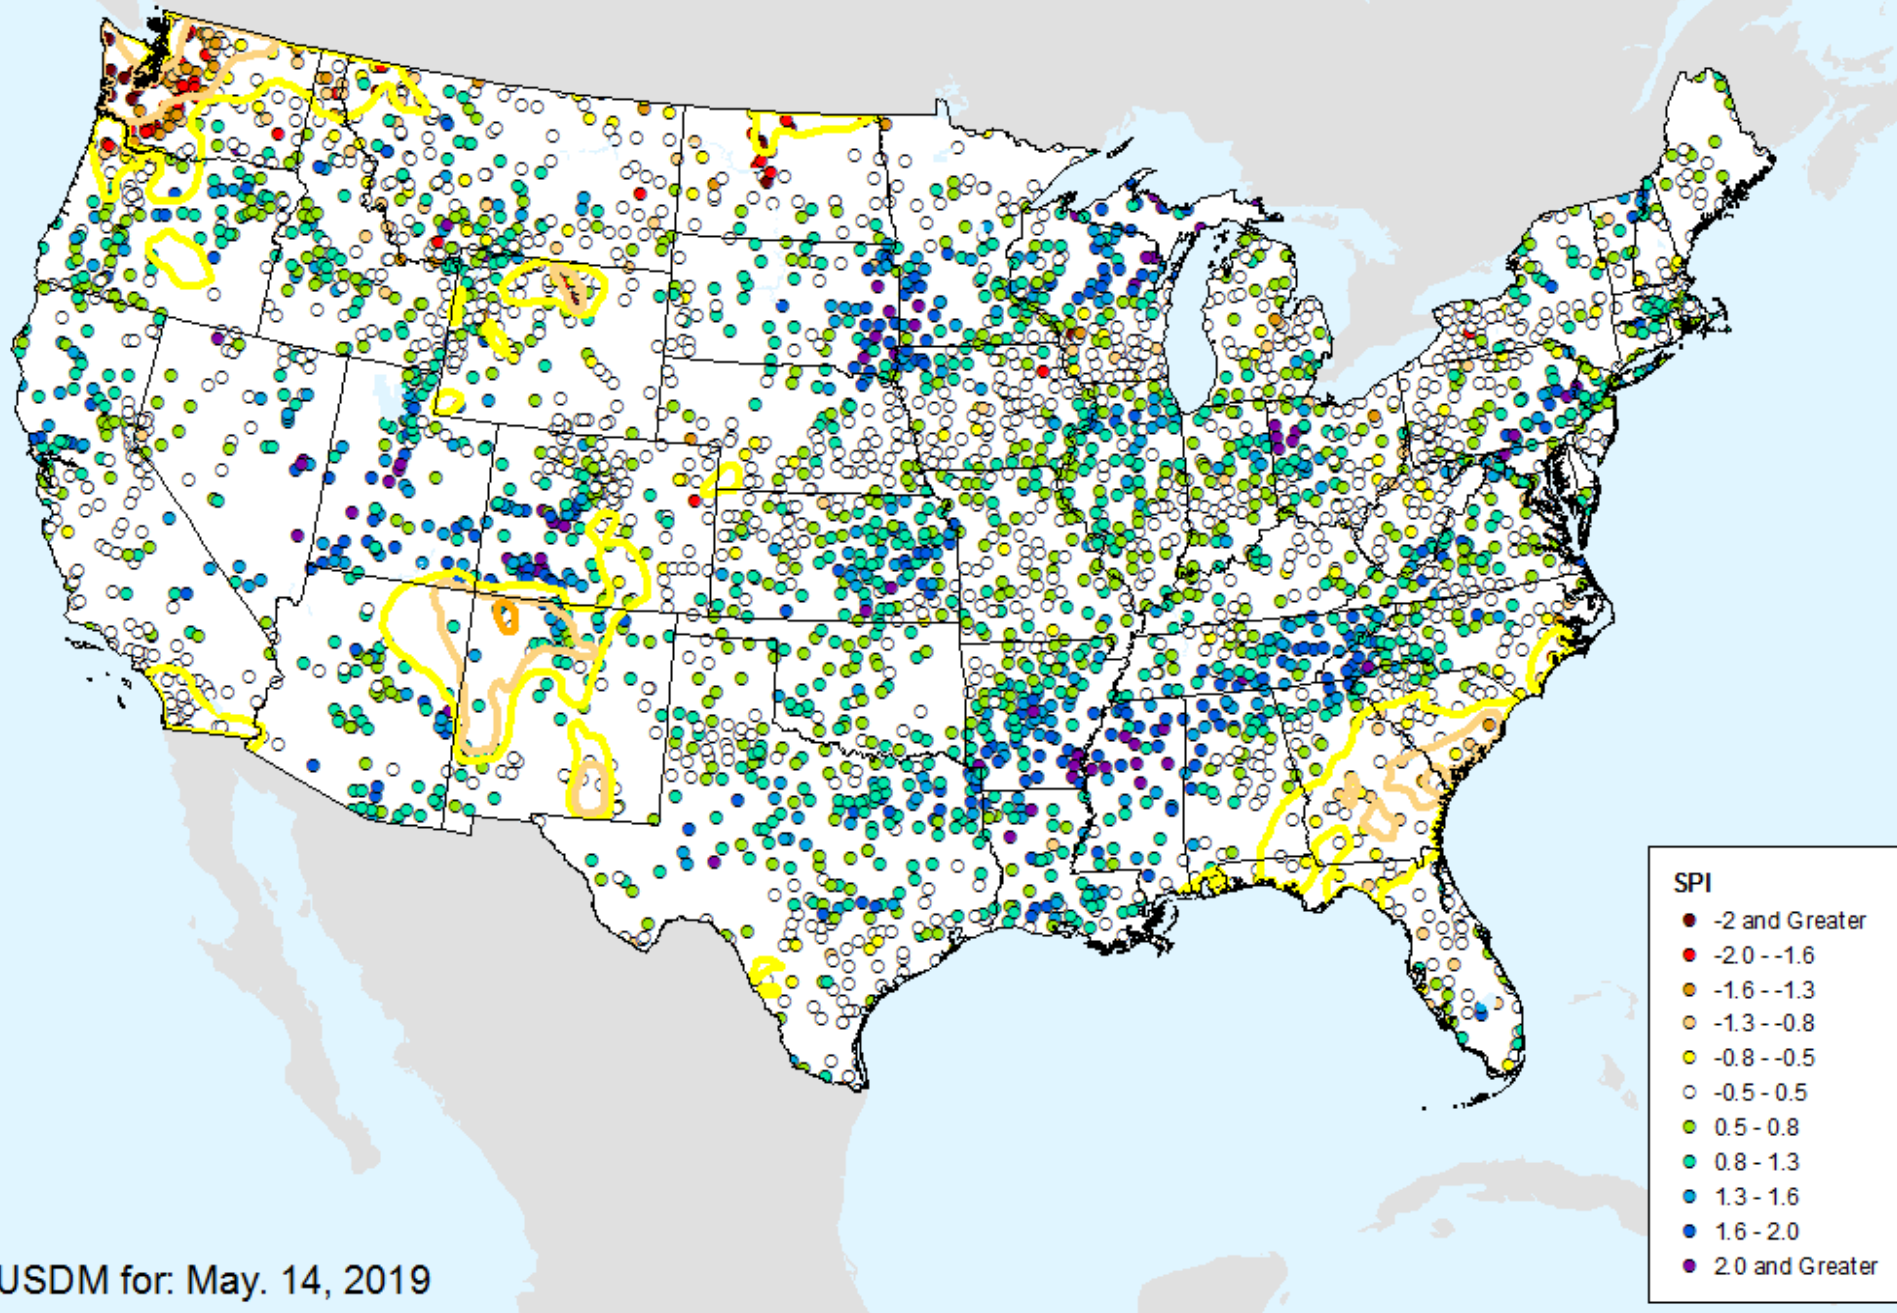 SPI
-2 and Greater
-2.0 - -1.6
-1.6 - -1.3
-1.3 - -0.8
-0.8 - -0.5
-0.5 - 0.5
0.5 - 0.8
0.8 - 1.3
1.3 - 1.6
1.6 - 2.0
2.0 and Greater
USDM for: May. 14, 2019